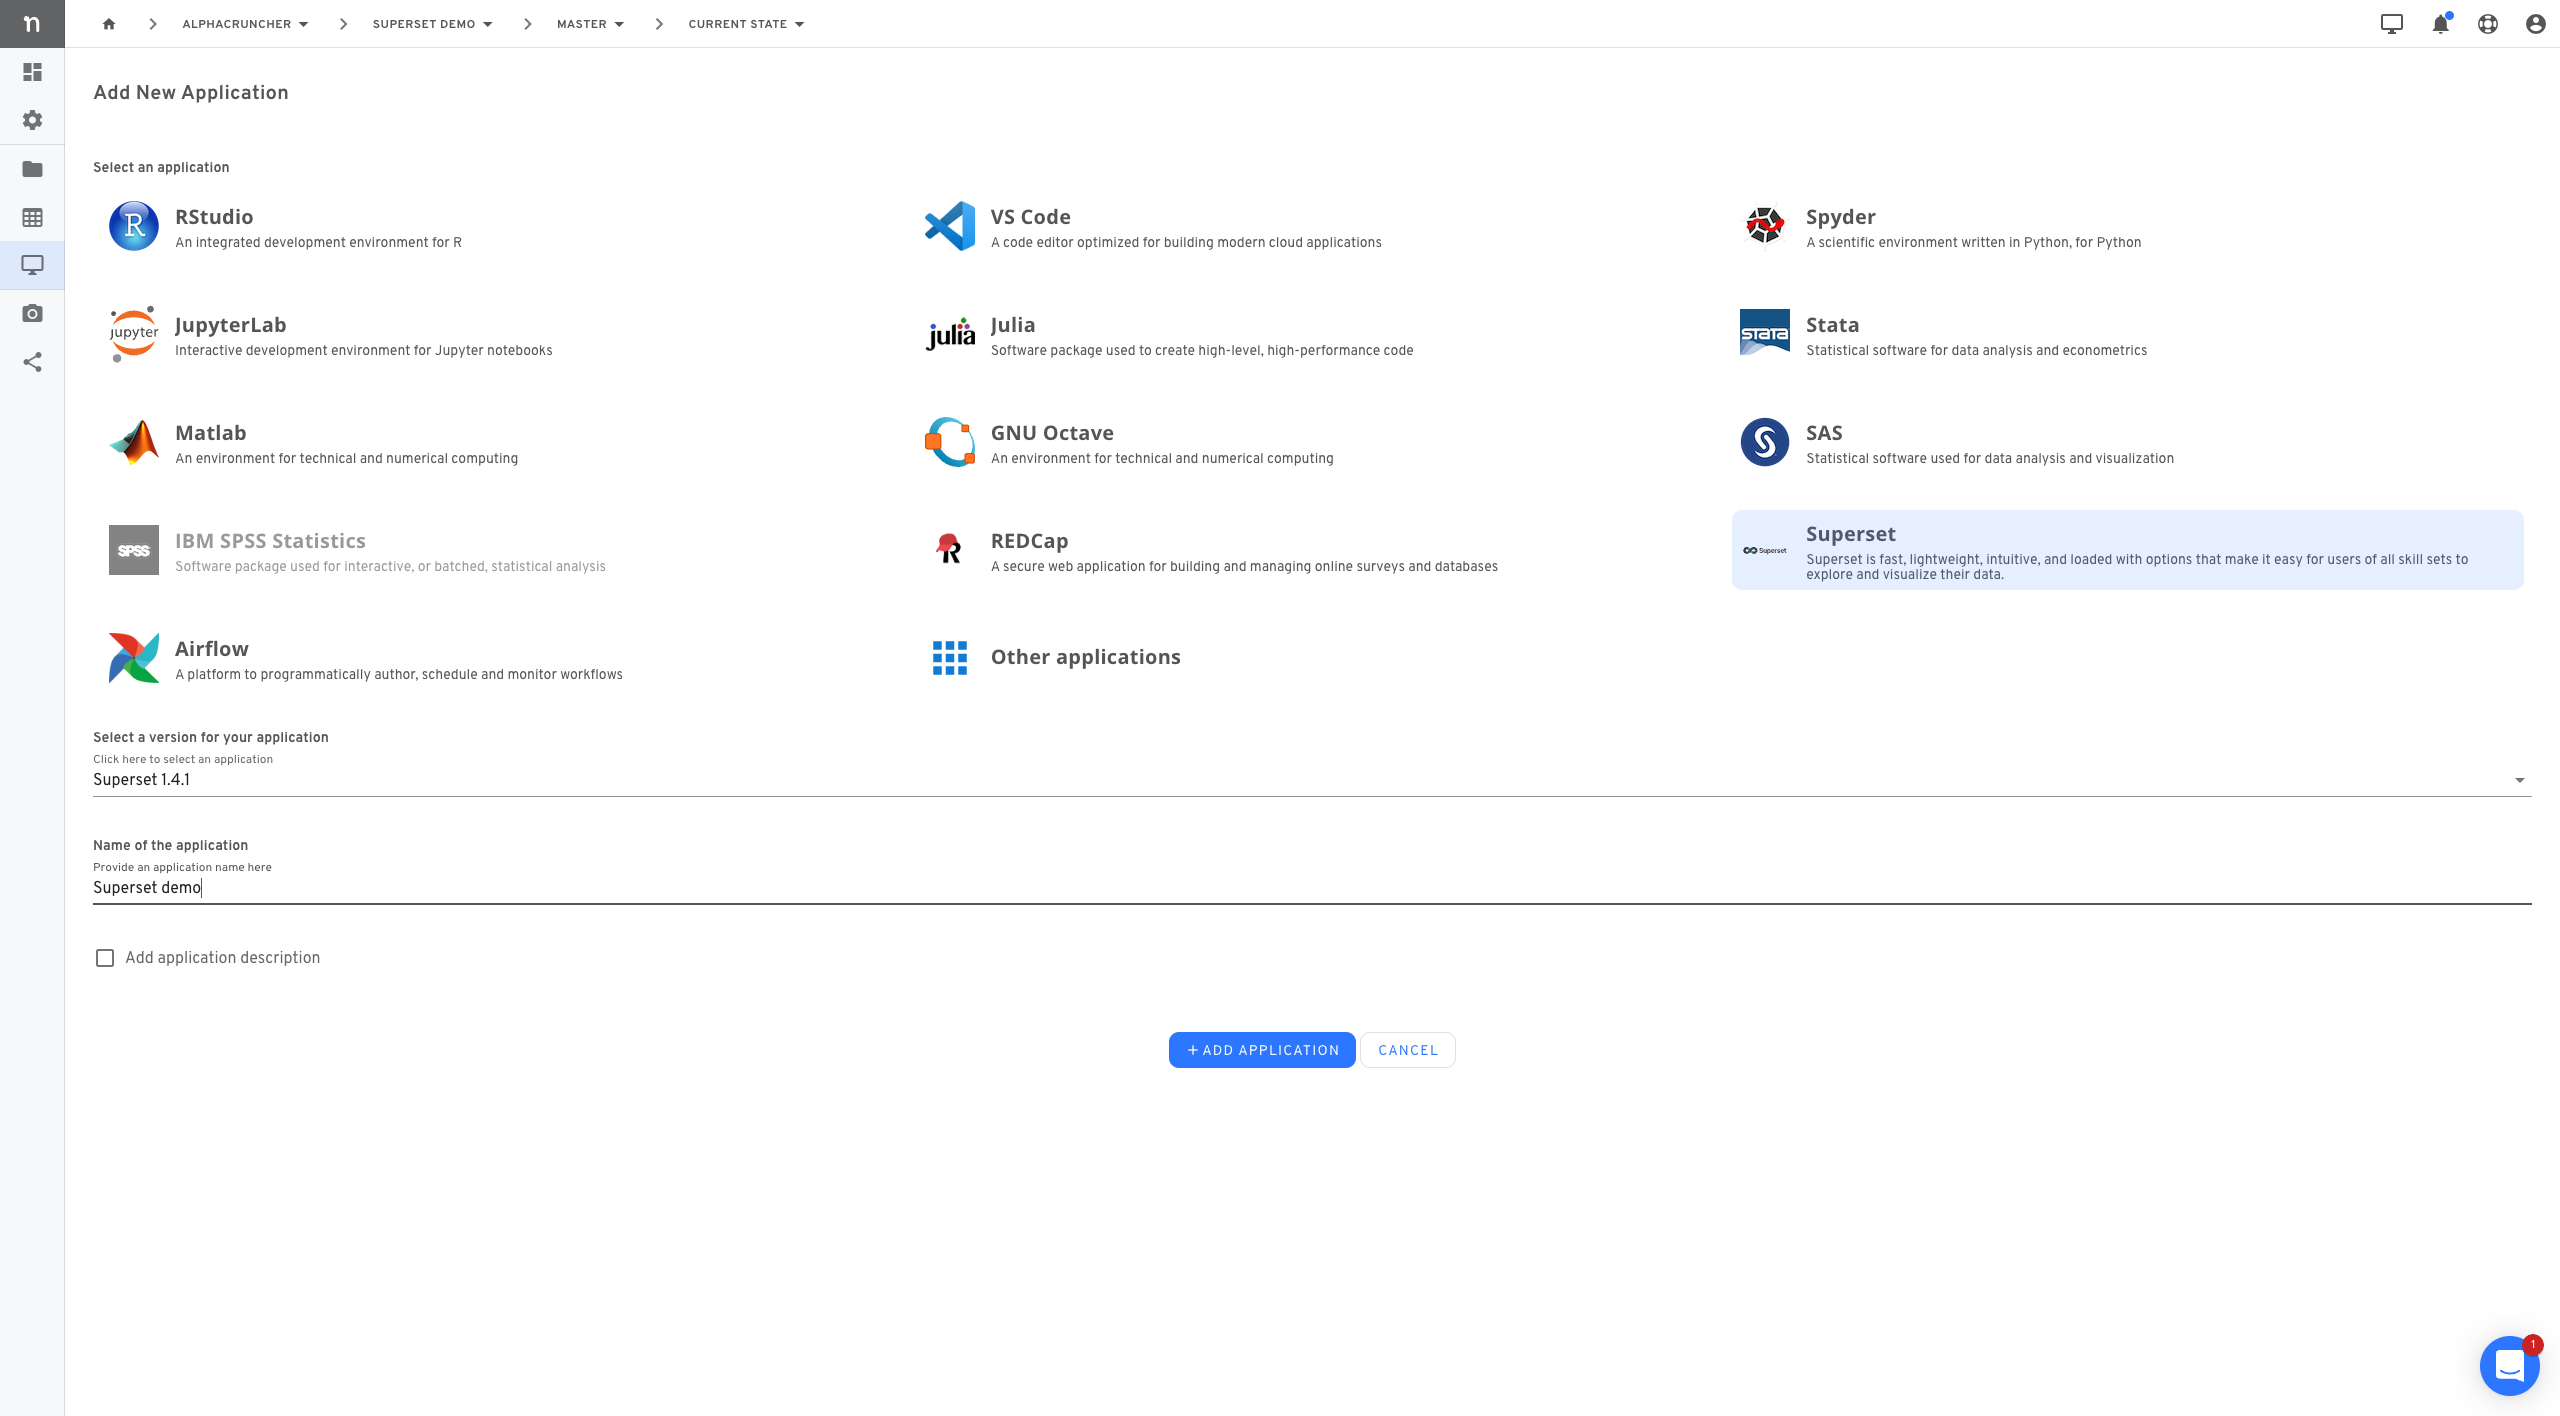 n ALPHACRUNCHER SUPERSET DEMO MASTER CURRENT STATE
Add New Application
Select an application
R RStudio
An integrated development environment for R
VS Code
A code editor optimized for building modern cloud applications
Spyder
A scientific environment written in Python, for Python
jupyter JupyterLab
Interactive development environment for Jupyter notebooks
julia Julia
Software package used to create high-level, high-performance code
STATA Stata
Statistical software for data analysis and econometrics
Matlab
An environment for technical and numerical computing
GNU Octave
An environment for technical and numerical computing
SAS
Statistical software used for data analysis and visualization
SPSS IBM SPSS Statistics
Software package used for interactive, or batched, statistical analysis
R REDCap
A secure web application for building and managing online surveys and databases
Superset Superset
Superset is fast, lightweight, intuitive, and loaded with options that make it easy for users of all skill sets to
explore and visualize their data.
Airflow
A platform to programmatically author, schedule and monitor workflows
Other applications
Select a version for your application
Click here to select an application
Superset 1.4.1
Name of the application
Provide an application name here
Superset demo
Add application description
+ ADD APPLICATION CANCEL
1